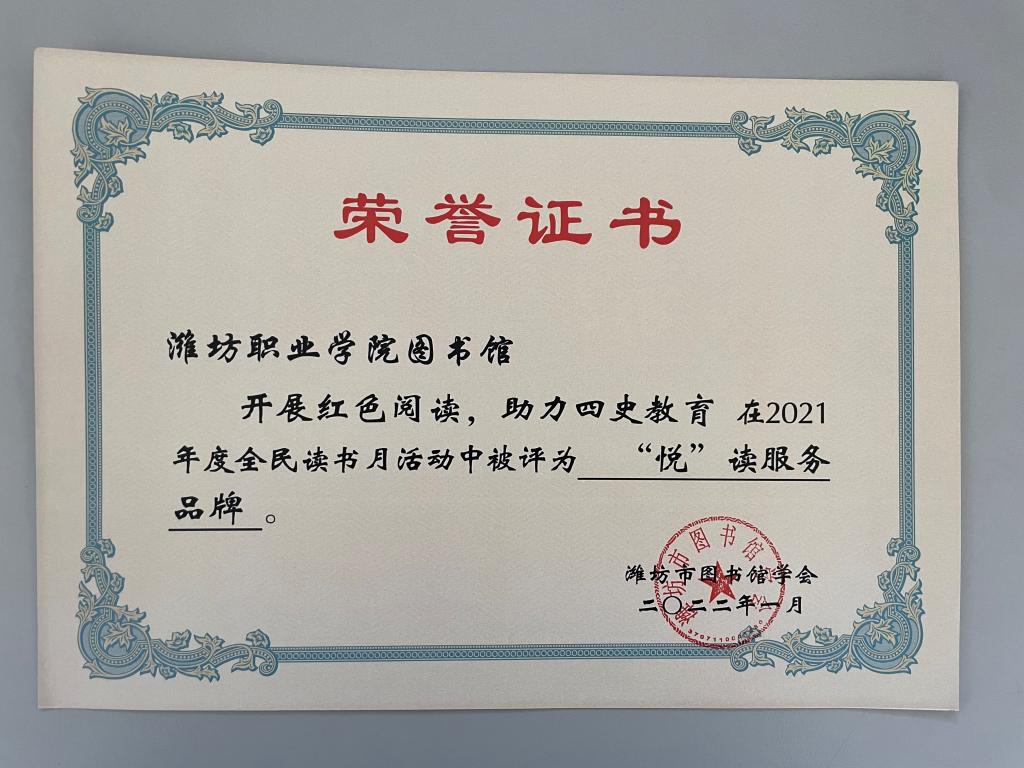 荣誉证书
潍坊职业学院图书馆
开展红色阅读，助力四史教育 在2021
年度全民读书月活动中被评为 “悦”读服务
品牌 。
潍坊市图书馆学会
二〇二二年一月